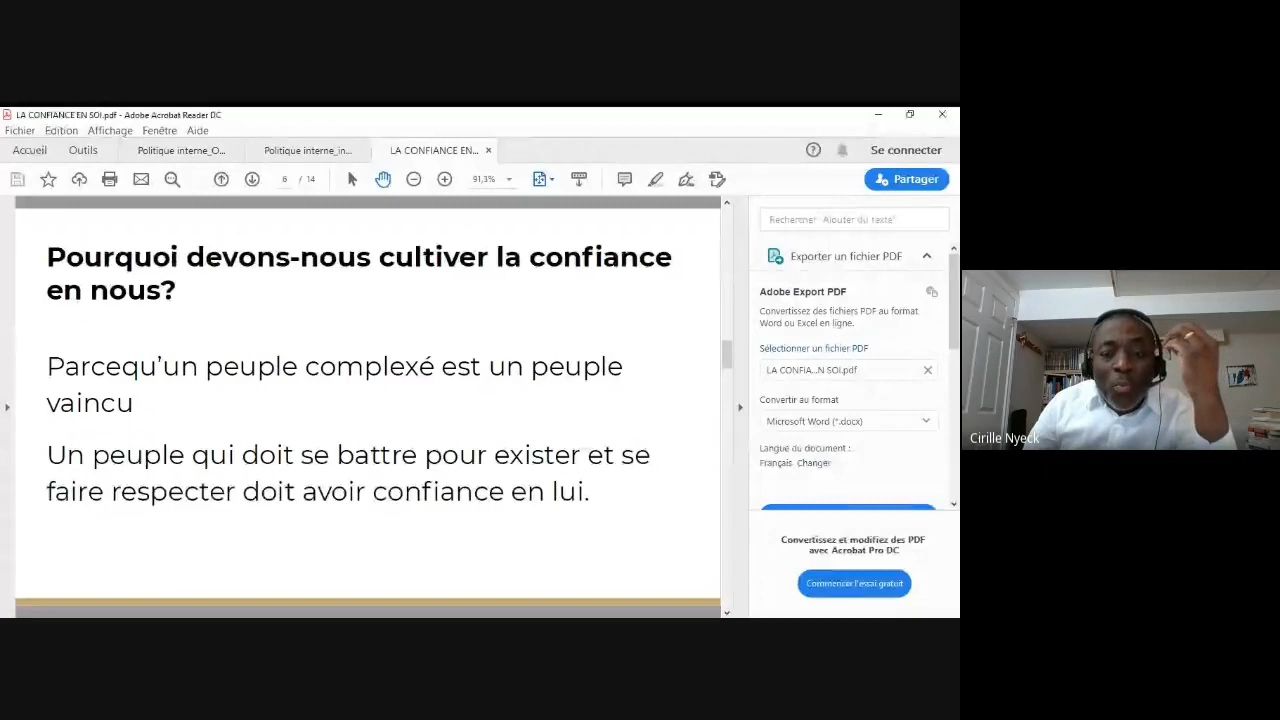 LA CONFIANCE EN SOI.pdf - Adobe Acrobat Reader DC
Fichier Edition Affichage Fenêtre Aide
Accueil Outils Politique interne_O... Politique interne_in... LA CONFIANCE EN... × Se connecter
6 / 14 91,3% Partager
Pourquoi devons-nous cultiver la confiance
en nous?
Parcequ’un peuple complexé est un peuple
vaincu
Un peuple qui doit se battre pour exister et se
faire respecter doit avoir confiance en lui.
Rechercher "Ajouter du texte"
Exporter un fichier PDF
Adobe Export PDF
Convertissez des fichiers PDF au format
Word ou Excel en ligne.
Sélectionner un fichier PDF
LA CONFIA...N SOI.pdf
Convertir au format
Microsoft Word (*.docx)
Langue du document :
Français Changer
Convertissez et modifiez des PDF
avec Acrobat Pro DC
Commencer l'essai gratuit
Cirille Nyeck